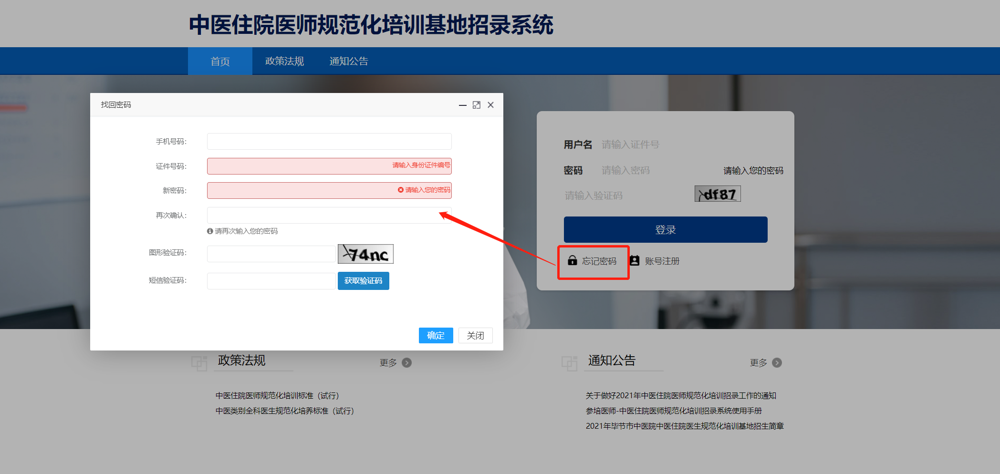 中医住院医师规范化培训基地招录系统
首页 政策法规 通知公告
找回密码
手机号码：
证件号码： 请输入身份证件编号
新密码： 请输入您的密码
再次确认：
请再次输入您的密码
图形验证码： 74nc
短信验证码： 获取验证码
确定 关闭
用户名 请输入证件号
密码 请输入密码 请输入您的密码
请输入验证码 df87
登录
忘记密码 账号注册
政策法规 更多
中医住院医师规范化培训标准（试行）
中医类别全科医生规范化培养标准（试行）
通知公告 更多
关于做好2021年中医住院医师规范化培训招录工作的通知
参培医师-中医住院医师规范化培训招录系统使用手册
2021年毕节市中医院中医住院医生规范化培训基地招生简章